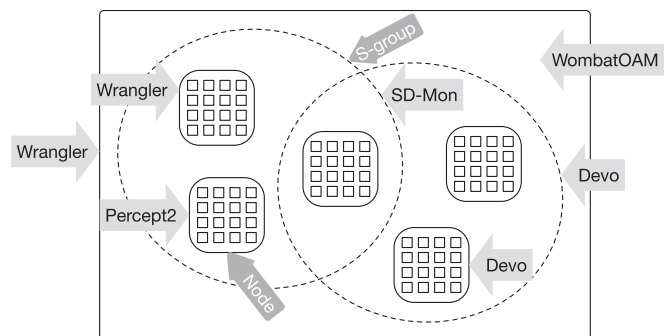 S-group
WombatOAM
Wrangler
SD-Mon
Wrangler
Devo
Percept2
Devo
Node